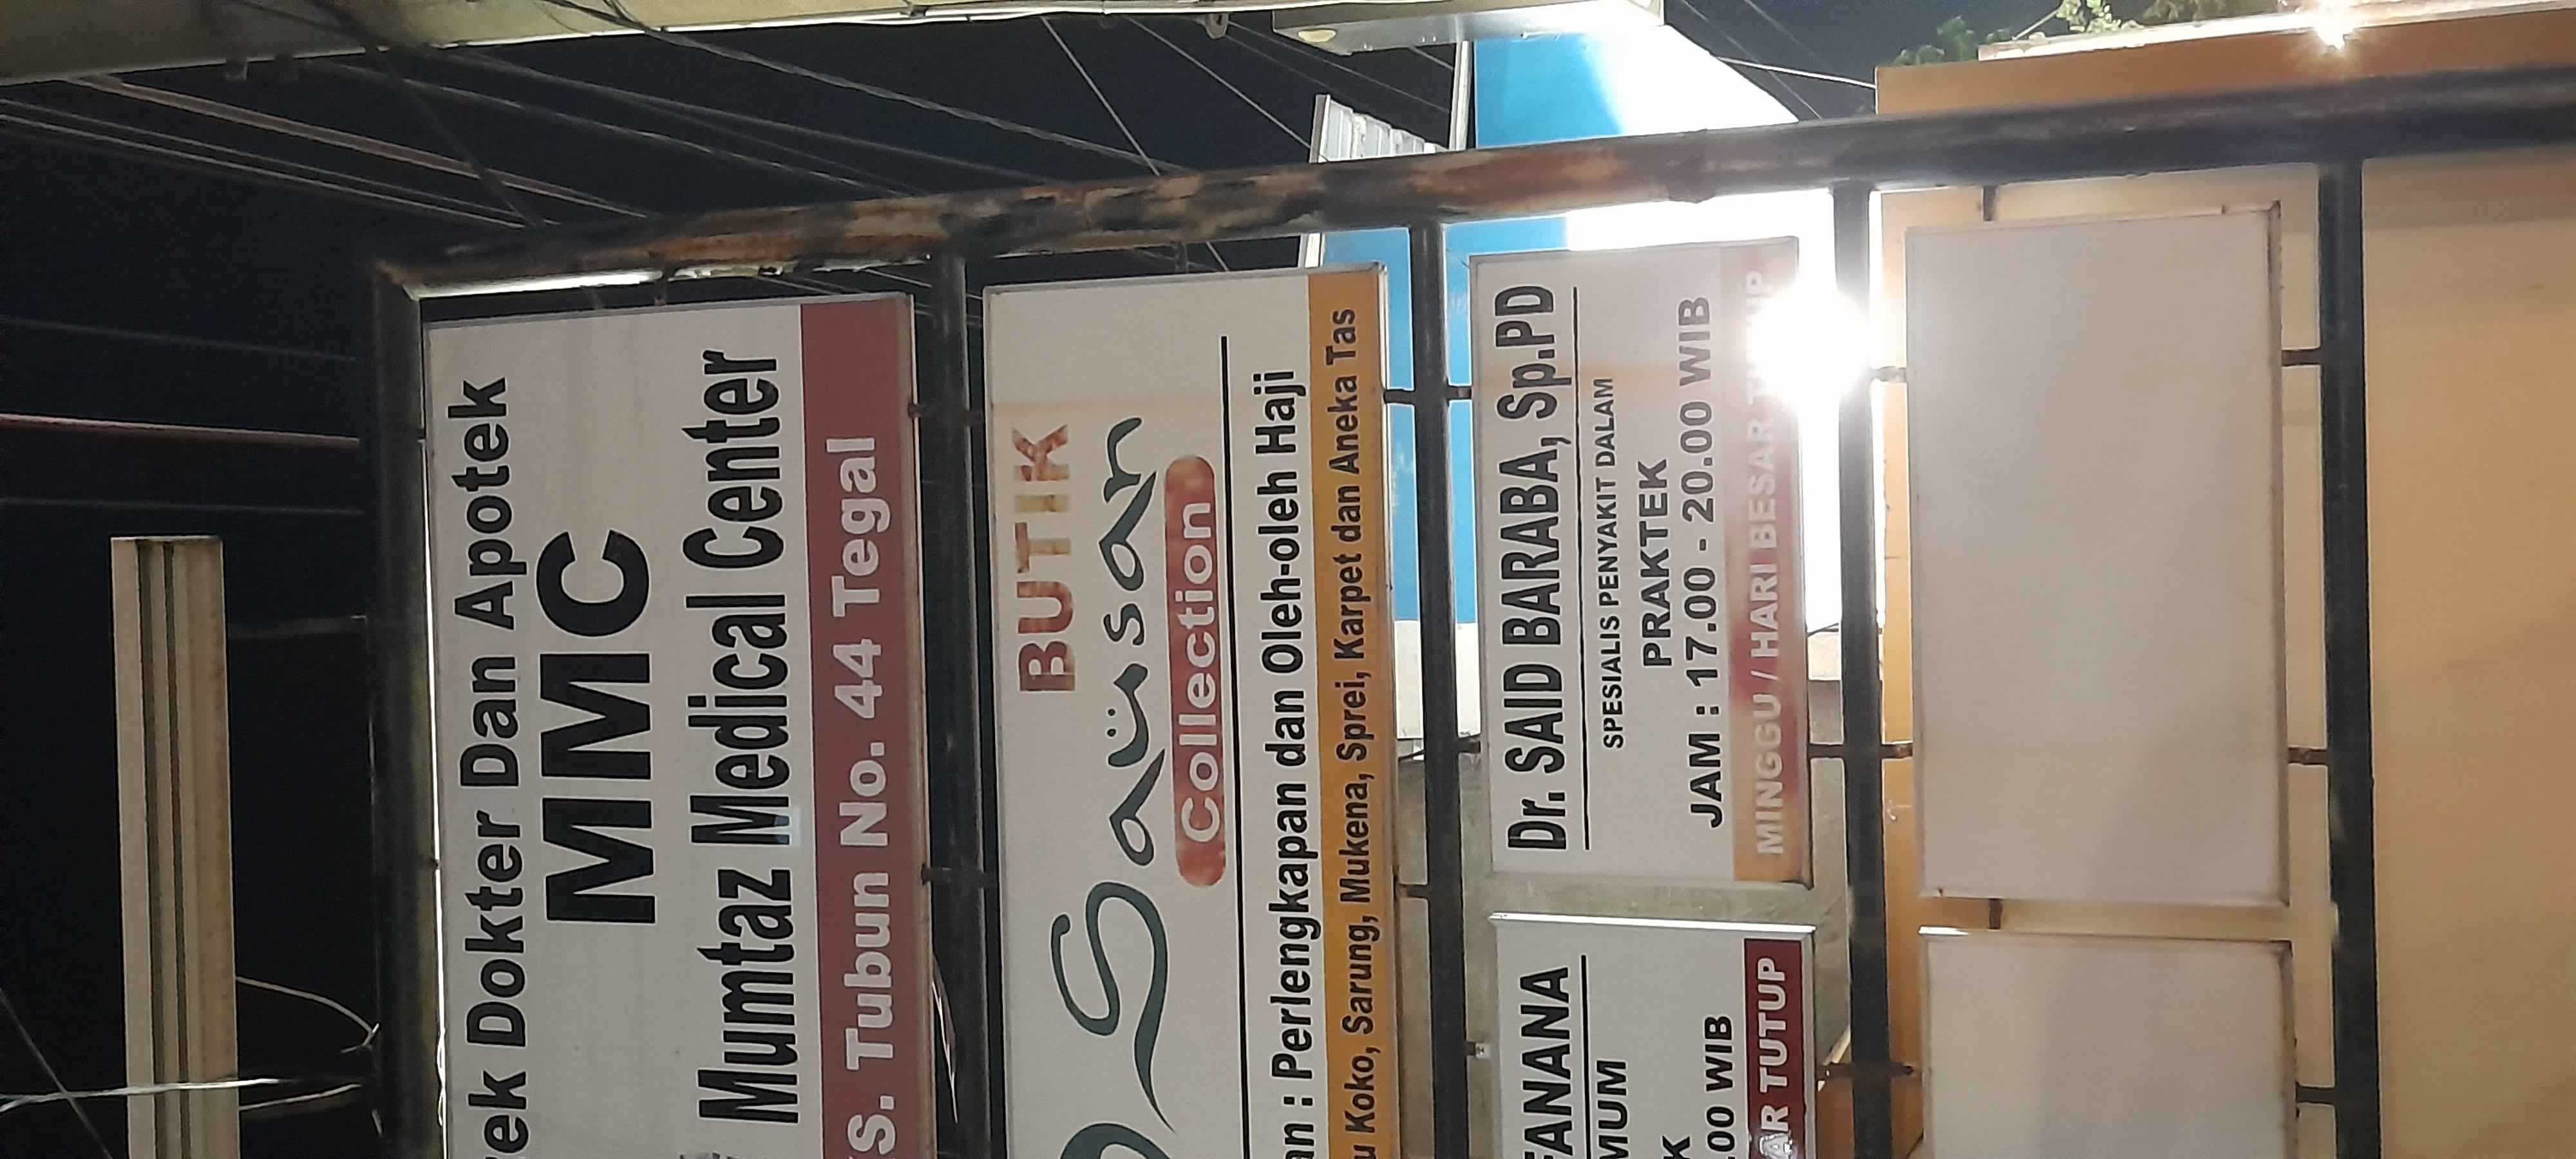 ek Dokter Dan Apotek
MMC
Mumtaz Medical Center
S. Tubun No. 44 Tegal
BUTIK
Saüsan
Collection
an : Perlengkapan dan Oleh-oleh Haji
u Koko, Sarung, Mukena, Sprei, Karpet dan Aneka Tas
FANANA
MUM
K
.00 WIB
AR TUTUP
Dr. SAID BARABA, Sp.PD
SPESIALIS PENYAKIT DALAM
PRAKTEK
JAM : 17.00 - 20.00 WIB
MINGGU / HARI BESAR